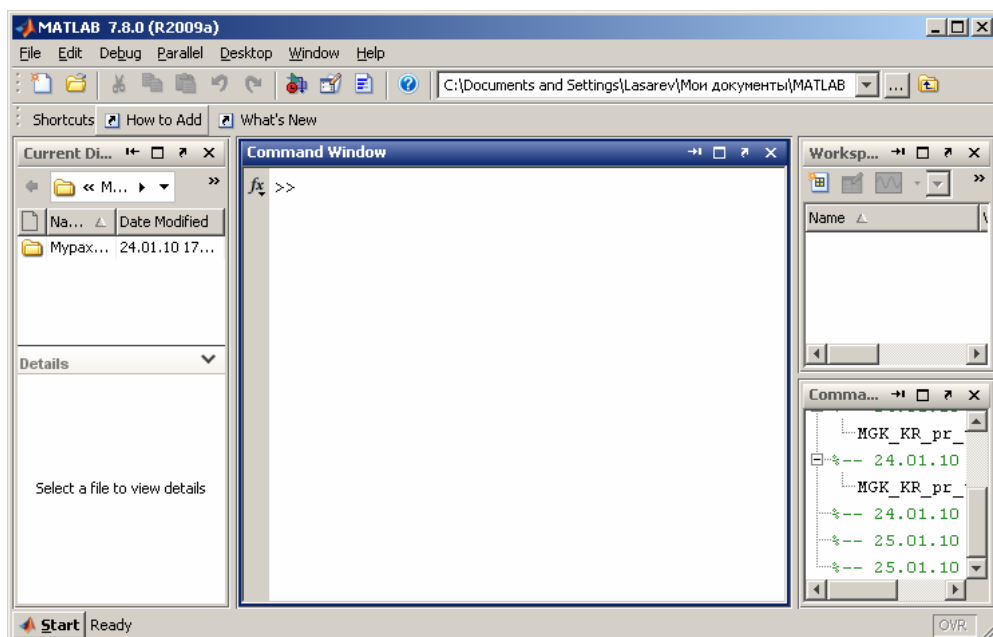 MATLAB 7.8.0 (R2009a)
File Edit Debug Parallel Desktop Window Help
C:\Documents and Settings\Lasarev\Мои документы\MATLAB ...
Shortcuts How to Add What's New
Current Di...
« M...
»
Na... Date Modified
Мурах... 24.01.10 17...
Details
Select a file to view details
Command Window
fx >>
Worksp...
»
Name
Comma...
MGK_KR_pr_
%-- 24.01.10
MGK_KR_pr_
%-- 24.01.10
%-- 25.01.10
%-- 25.01.10
Start Ready
OVR